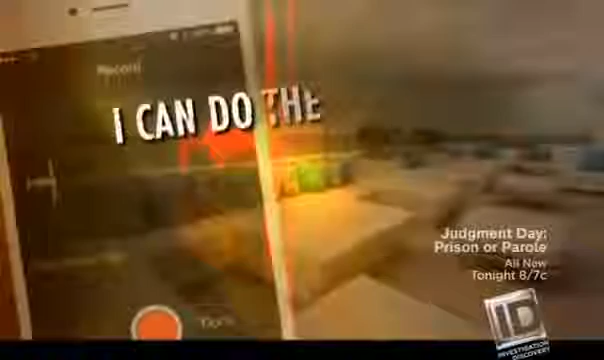 Record
I CAN DO THE
Judgment Day:
Prison or Parole
All New
Tonight 8/7c
ID
INVESTIGATION
DISCOVERY